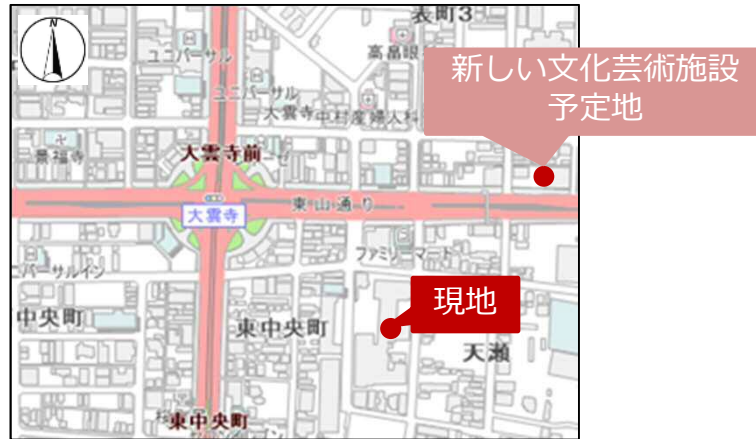 N
表町3
ユニバーサル
高畠眼
新しい文化芸術施設
予定地
ユニバーサル
大雲寺
中村産婦人科
景福寺
大雲寺前
大雲寺
東山通り
ファミリーマート
バーサルイン
現地
中央町
東中央町
天瀬
東中央町